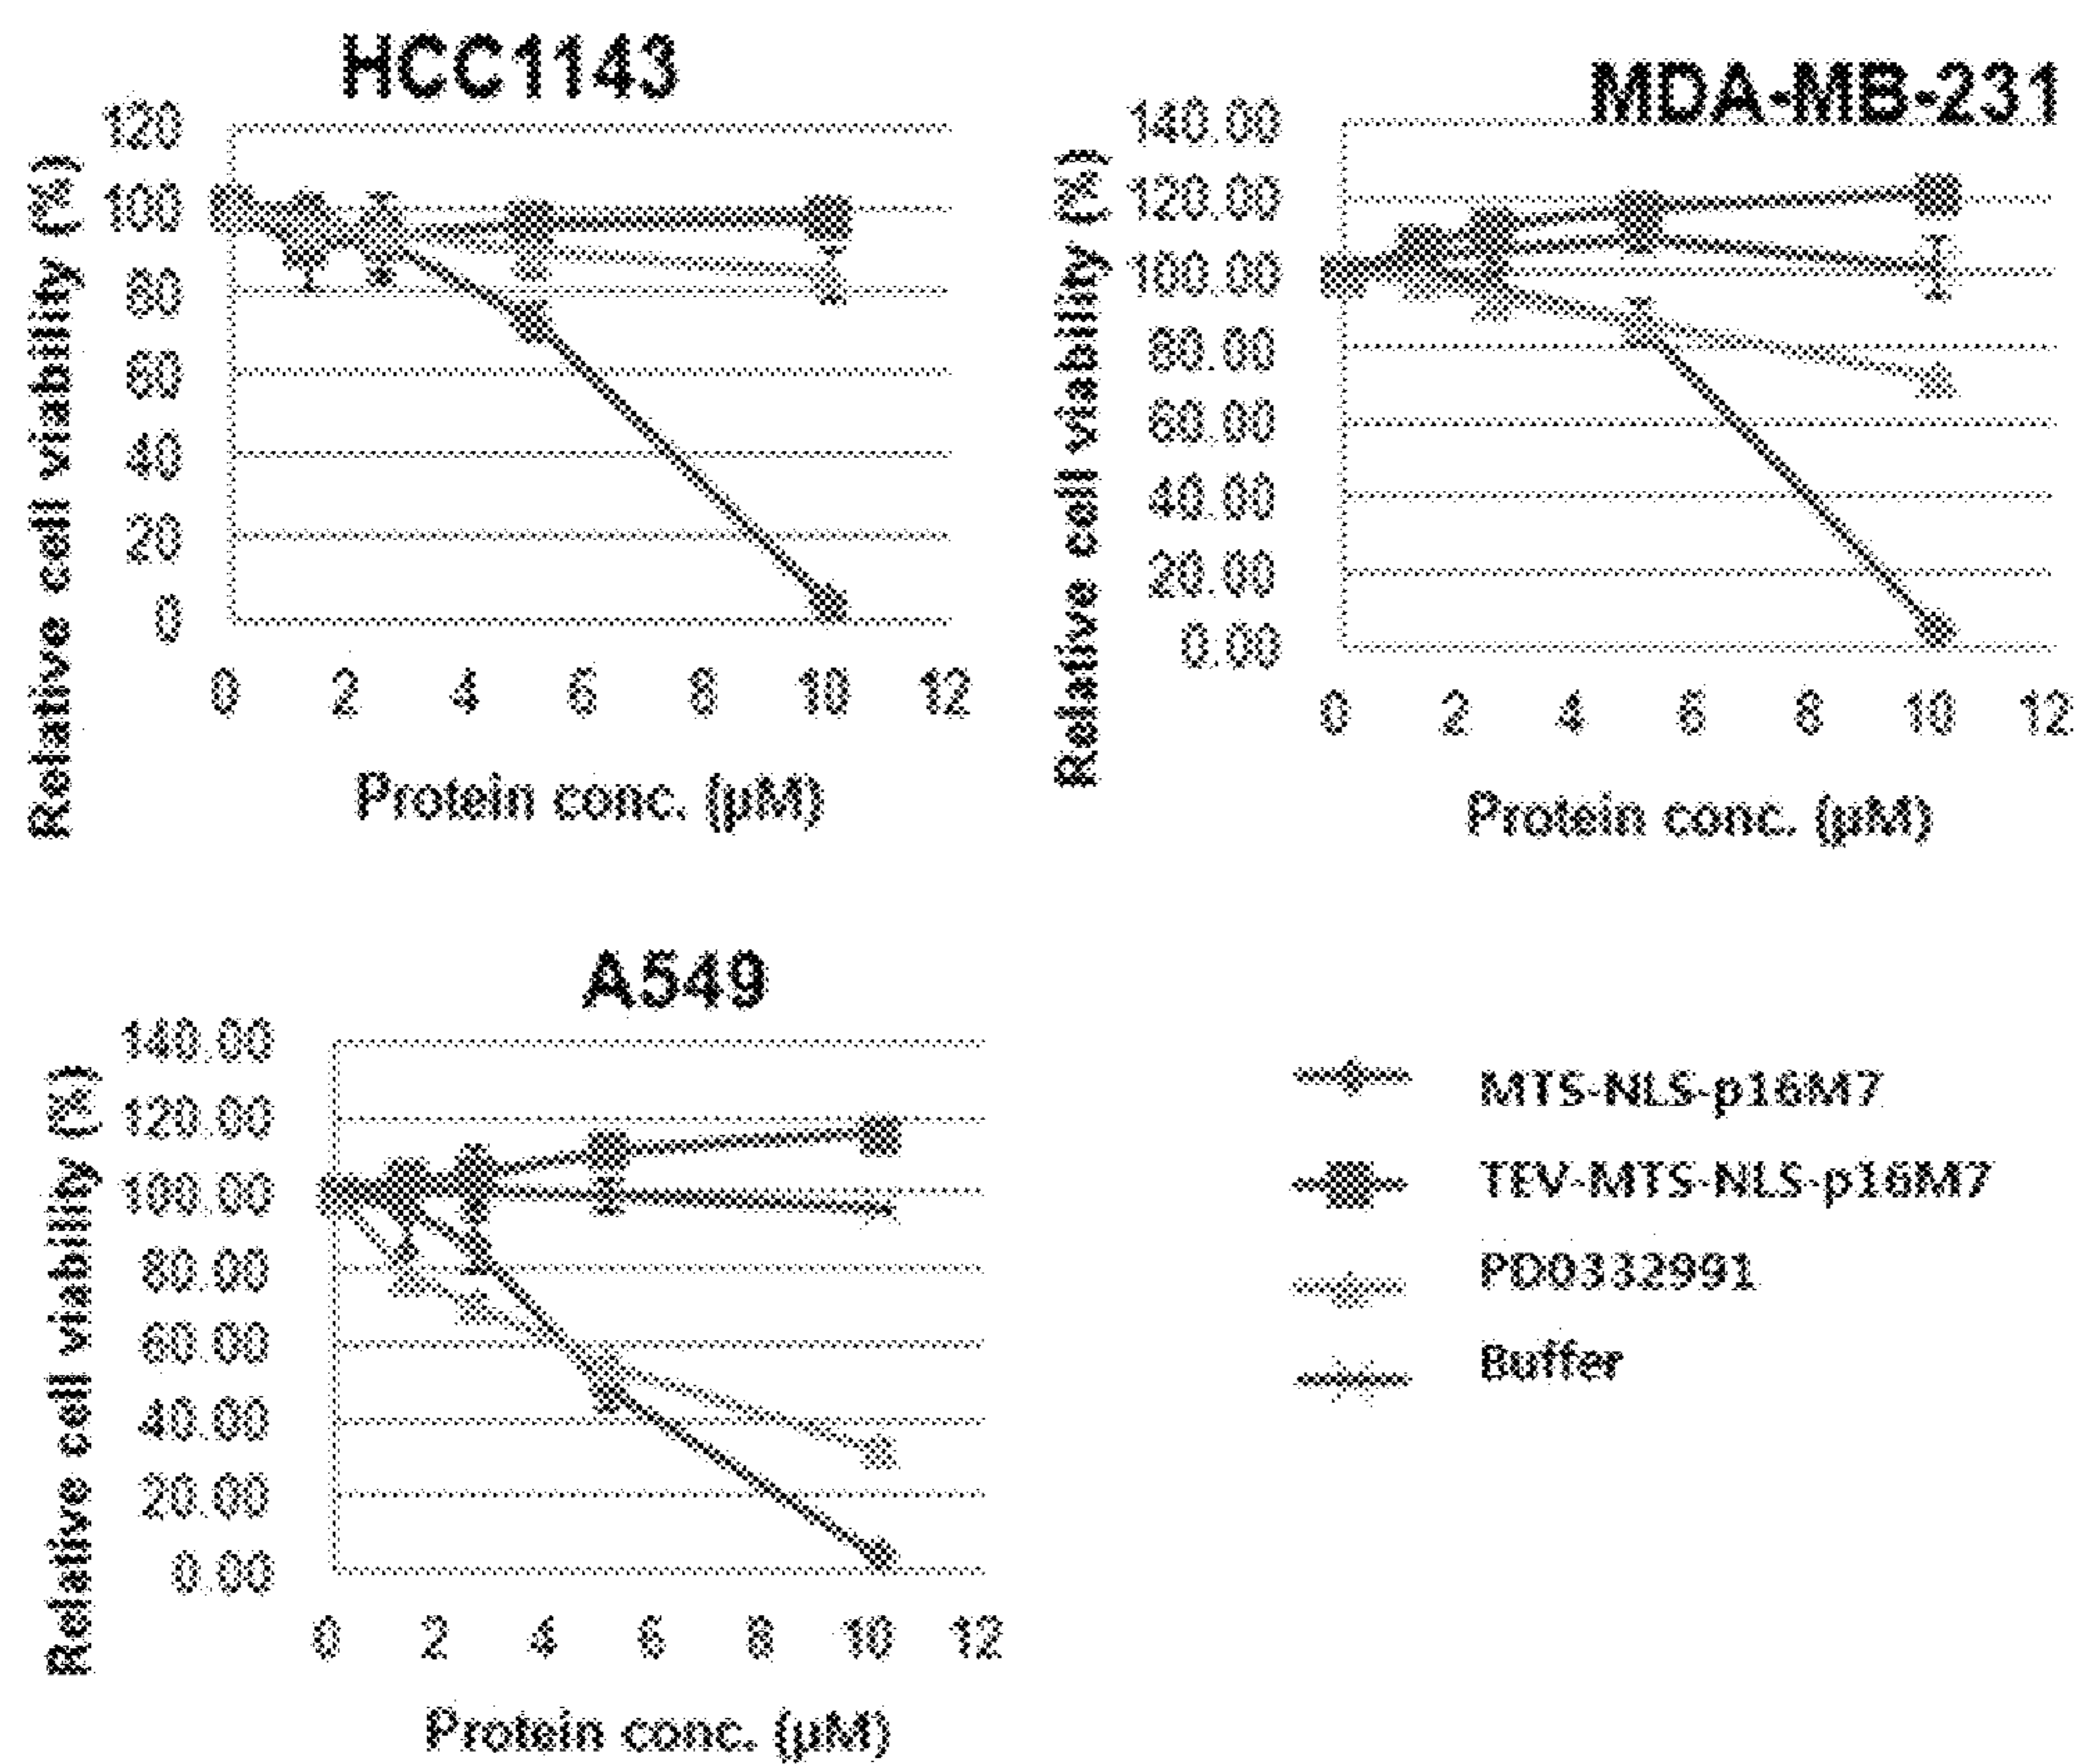 HCC1143
Relative cell viability (%)
120
100
80
60
40
20
0
0 2 4 6 8 10 12
Protein conc. (µM)
MDA-MB-231
Relative cell viability (%)
140.00
120.00
100.00
80.00
60.00
40.00
20.00
0.00
0 2 4 6 8 10 12
Protein conc. (µM)
A549
Relative cell viability (%)
140.00
120.00
100.00
80.00
60.00
40.00
20.00
0.00
0 2 4 6 8 10 12
Protein conc. (µM)
MTS-NLS-p16M7
TEV-MTS-NLS-p16M7
PD0332991
Buffer